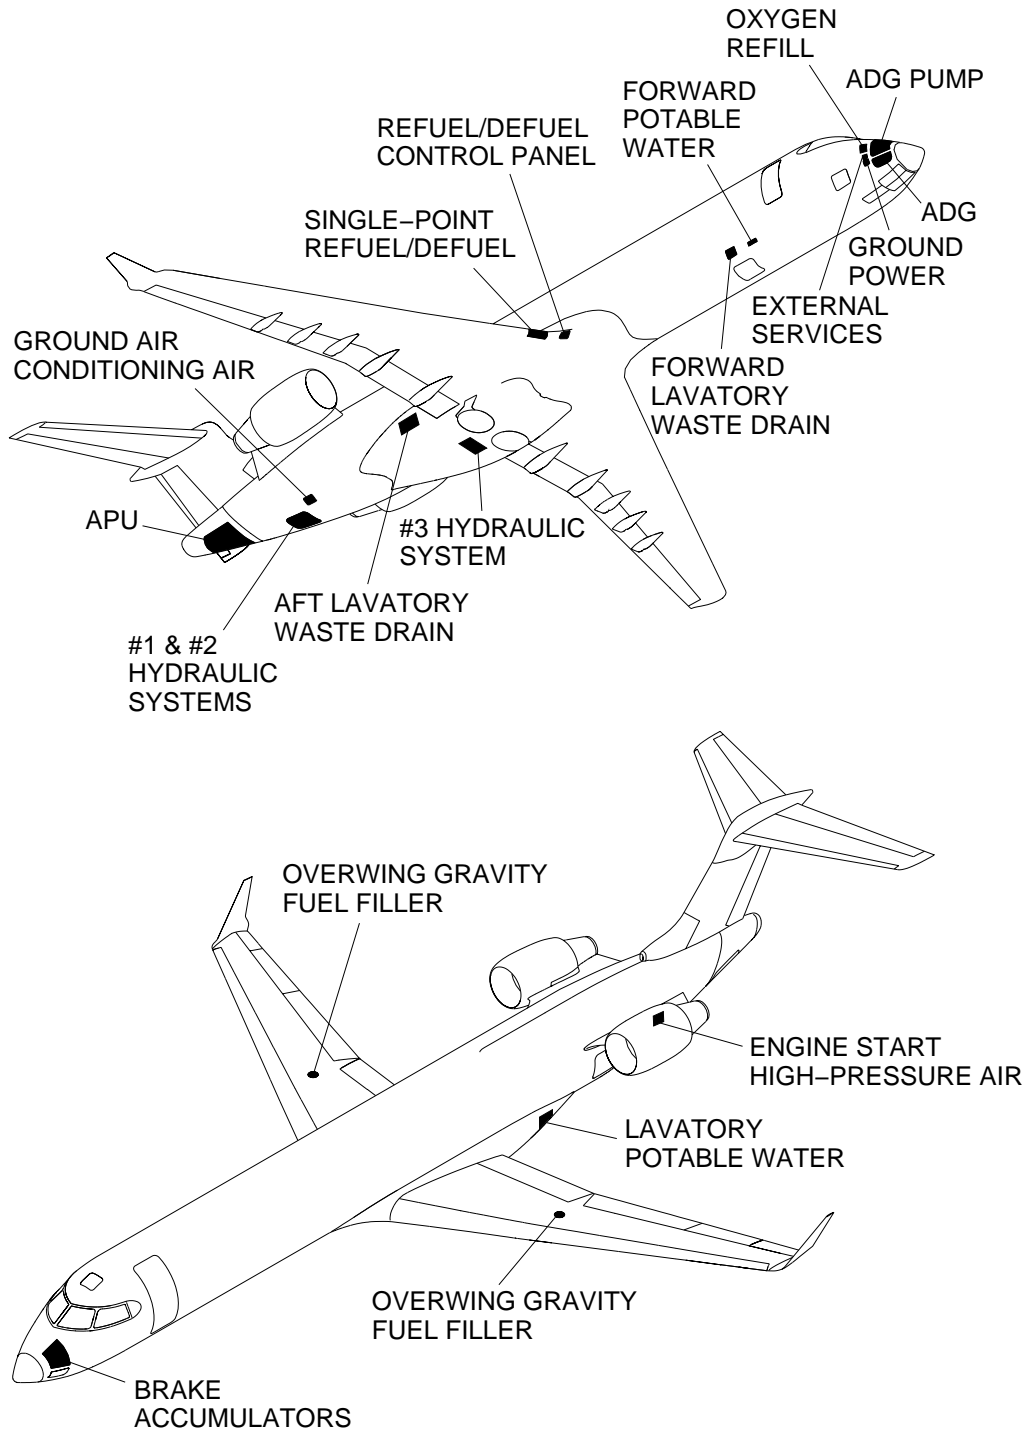 OXYGEN
REFILL
ADG PUMP
FORWARD
POTABLE
WATER
REFUEL/DEFUEL
CONTROL PANEL
SINGLE–POINT
REFUEL/DEFUEL
ADG
GROUND
POWER
EXTERNAL
SERVICES
GROUND AIR
CONDITIONING AIR
FORWARD
LAVATORY
WASTE DRAIN
APU
#3 HYDRAULIC
SYSTEM
AFT LAVATORY
WASTE DRAIN
#1 & #2
HYDRAULIC
SYSTEMS
OVERWING GRAVITY
FUEL FILLER
ENGINE START
HIGH–PRESSURE AIR
LAVATORY
POTABLE WATER
OVERWING GRAVITY
FUEL FILLER
BRAKE
ACCUMULATORS